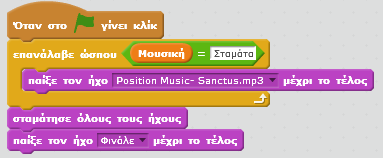 Όταν στο γίνει κλίκ
επανάλαβε ώσπου Μουσική = Σταμάτα
παίξε τον ήχο Position Music- Sanctus.mp3 μέχρι το τέλος
σταμάτησε όλους τους ήχους
παίξε τον ήχο Φινάλε μέχρι το τέλος